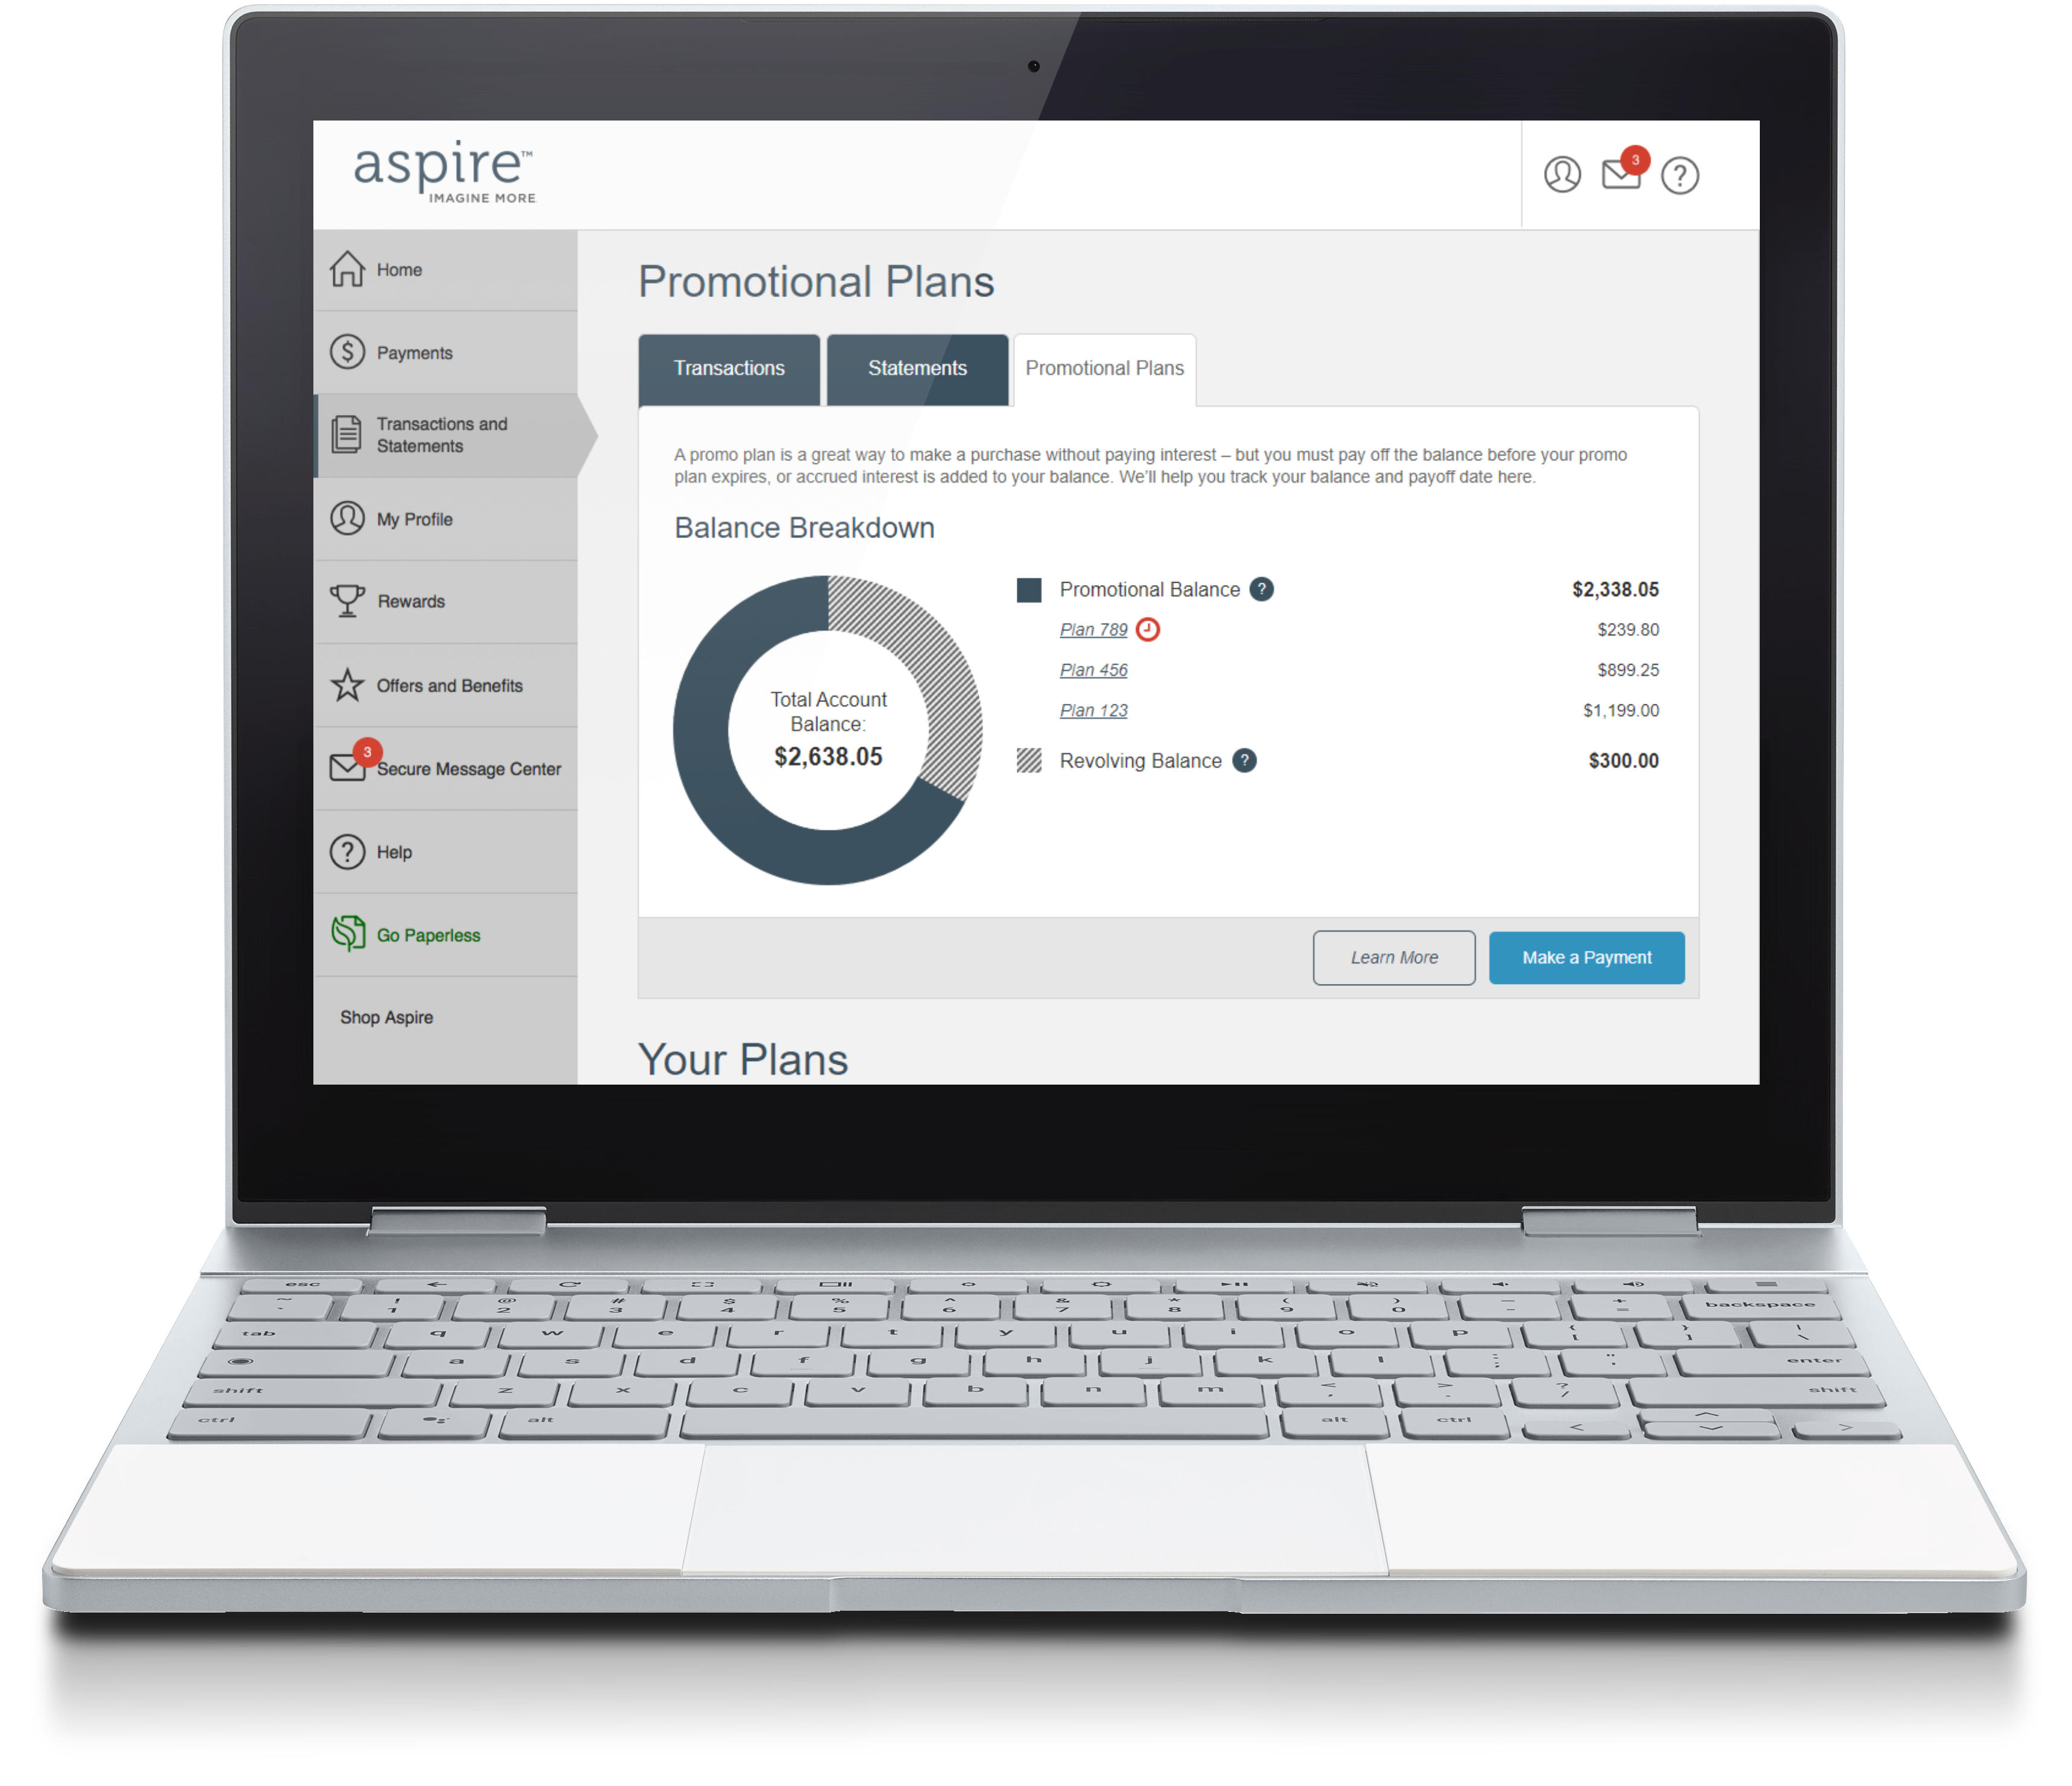 aspire™
IMAGINE MORE
3
Home
Payments
Transactions and
Statements
My Profile
Rewards
Offers and Benefits
3
Secure Message Center
Help
Go Paperless
Shop Aspire
Promotional Plans
Transactions
Statements
Promotional Plans
A promo plan is a great way to make a purchase without paying interest – but you must pay off the balance before your promo
plan expires, or accrued interest is added to your balance. We'll help you track your balance and payoff date here.
Balance Breakdown
Total Account
Balance:
$2,638.05
Promotional Balance ? $2,338.05
Plan 789 $239.80
Plan 456 $899.25
Plan 123 $1,199.00
Revolving Balance ? $300.00
Learn More
Make a Payment
Your Plans
esc
~ ! @ # $ % ^ & * ( ) _ +
` 1 2 3 4 5 6 7 8 9 0 - = backspace
tab q w e r t y u i o p { [ } ] | \
a s d f g h j k l : ; " ' enter
shift z x c v b n m < , > . ? / shift
ctrl alt alt ctrl